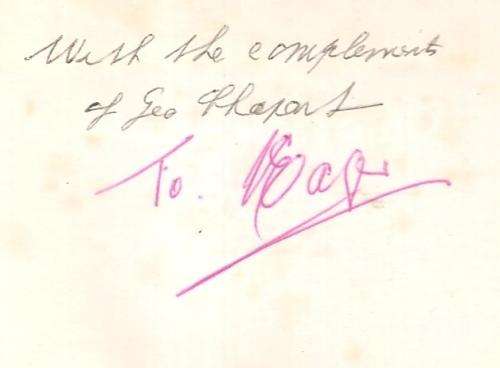 With the complements
of Geo
To.